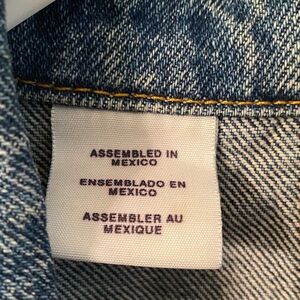 ASSEMBLED IN
MEXICO
ENSEMBLADO EN
MEXICO
ASSEMBLER AU
MEXIQUE